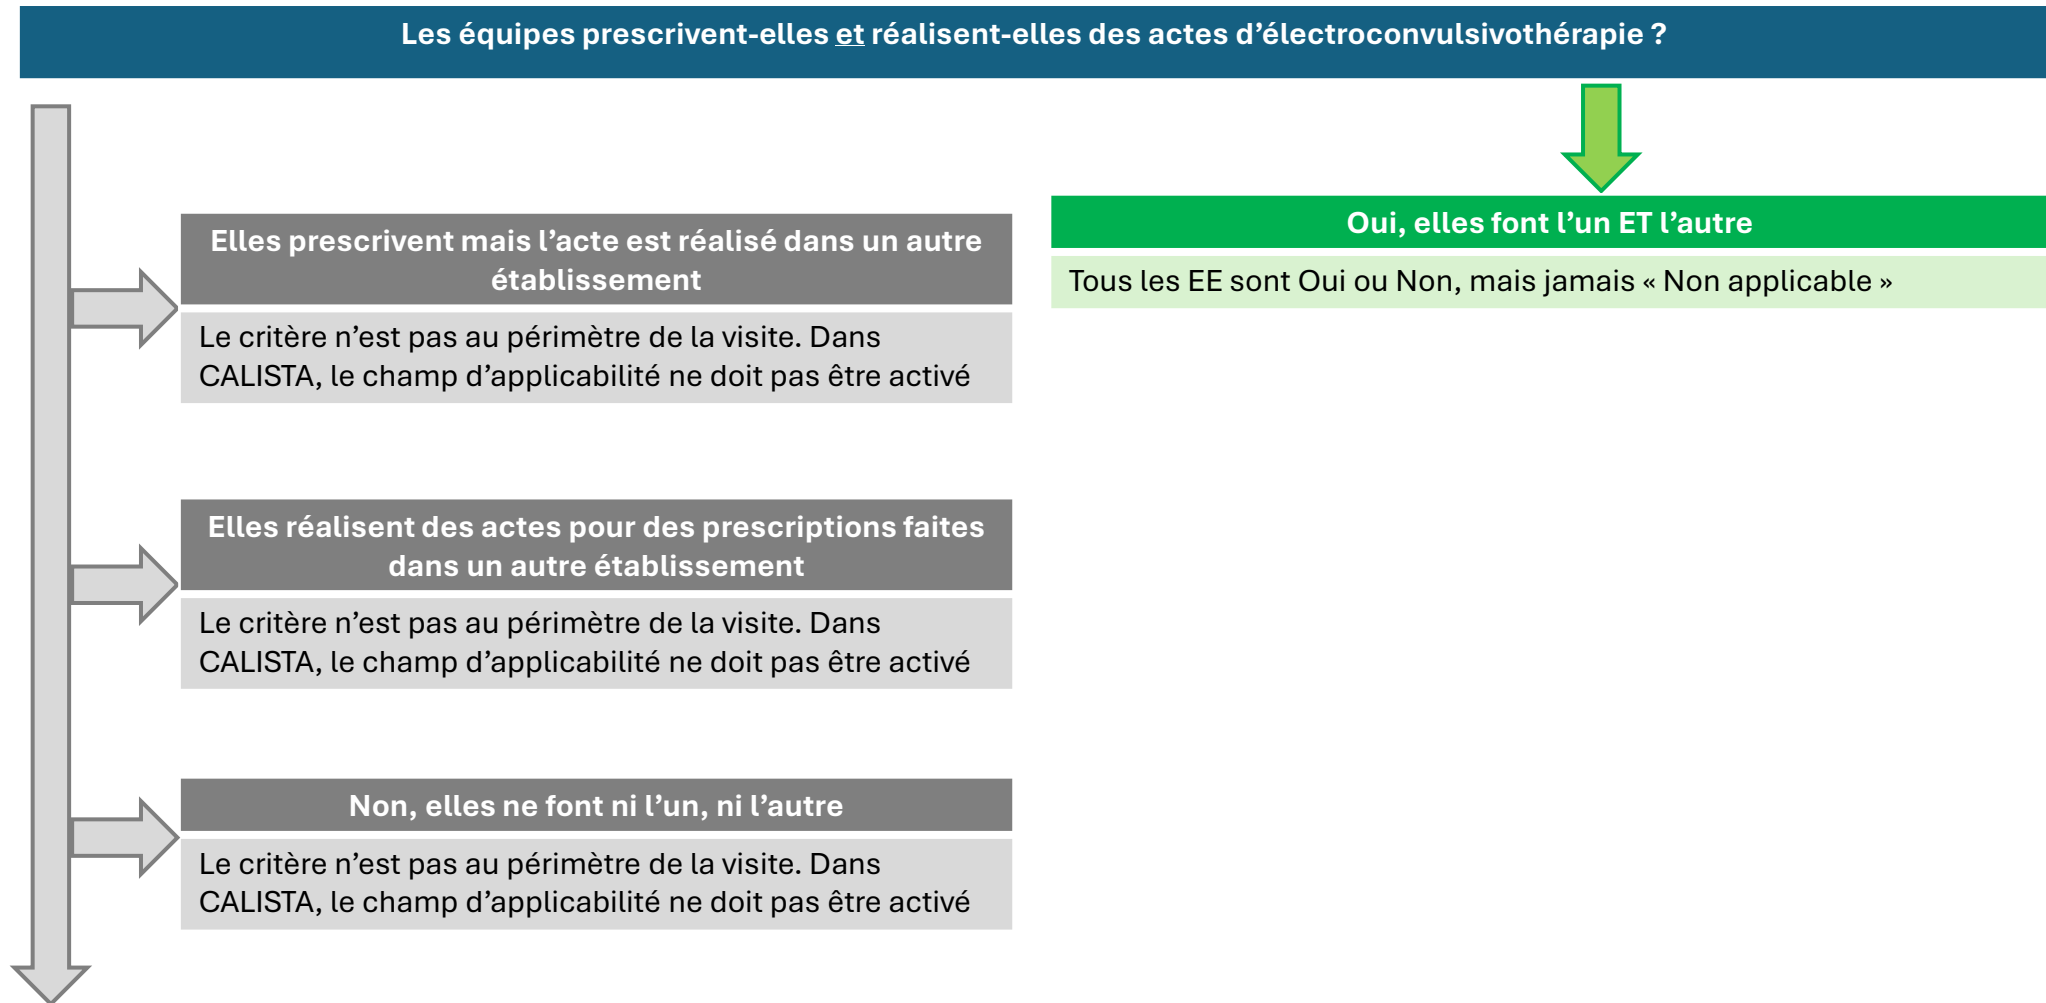 Les équipes prescrivent-elles et réalisent-elles des actes d’électroconvulsivothérapie ?
Elles prescrivent mais l’acte est réalisé dans un autre
établissement
Le critère n’est pas au périmètre de la visite. Dans
CALISTA, le champ d’applicabilité ne doit pas être activé
Elles réalisent des actes pour des prescriptions faites
dans un autre établissement
Le critère n’est pas au périmètre de la visite. Dans
CALISTA, le champ d’applicabilité ne doit pas être activé
Non, elles ne font ni l’un, ni l’autre
Le critère n’est pas au périmètre de la visite. Dans
CALISTA, le champ d’applicabilité ne doit pas être activé
Oui, elles font l’un ET l’autre
Tous les EE sont Oui ou Non, mais jamais « Non applicable »